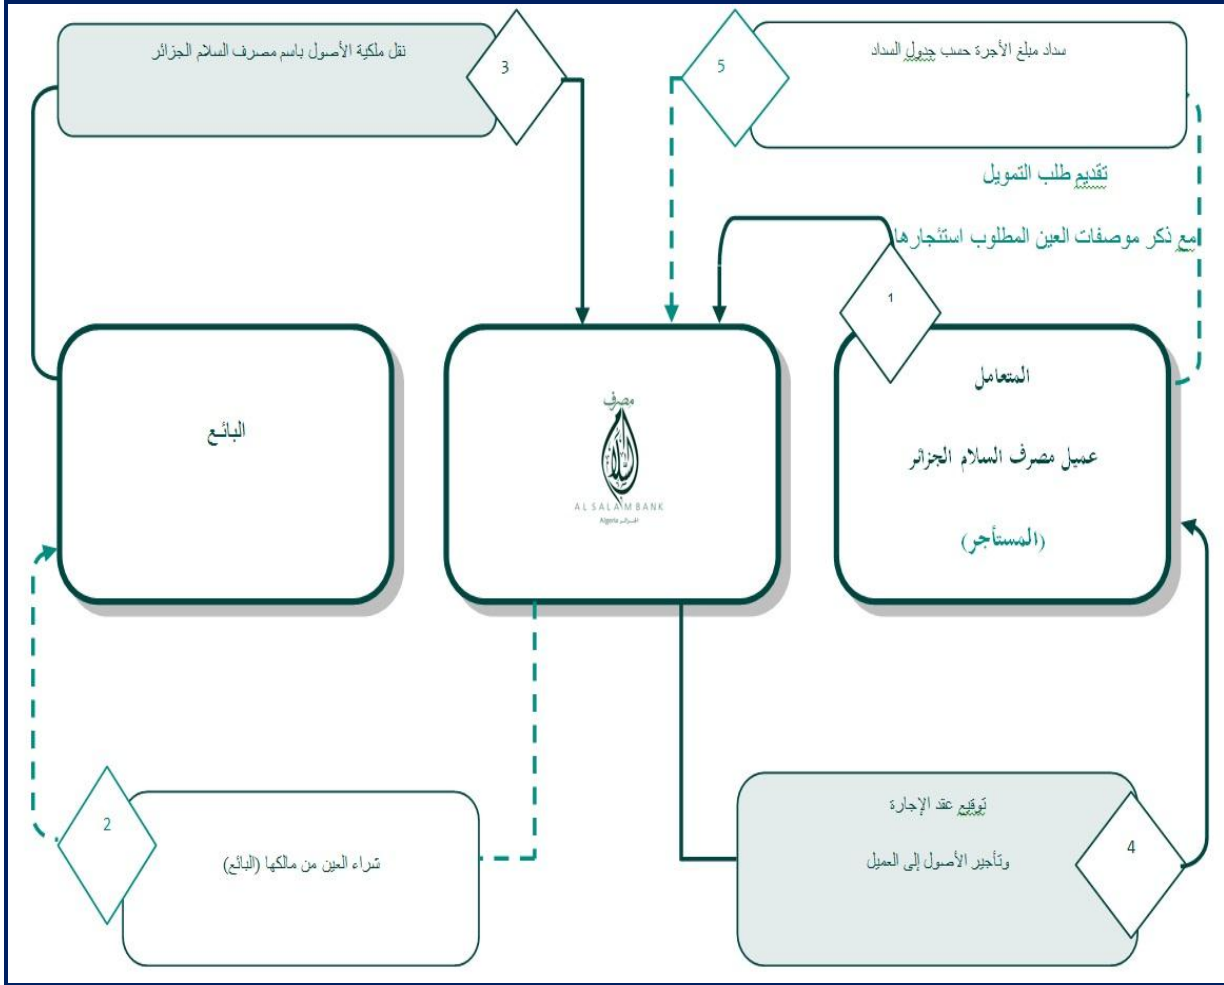 نقل ملكية الأصول باسم مصرف السلام الجزائر
3
5
سداد مبلغ الأجرة حسب جدول السداد
تقديم طلب التمويل
مع ذكر موصفات العين المطلوب استئجارها
1
المتعامل
عميل مصرف السلام الجزائر
(المستأجر)
مصرف
السلام
AL SALAM BANK
Algeria الجزائر
البائع
2
شراء العين من مالكها (البائع)
توقيع عقد الإجارة
وتأجير الأصول إلى العميل
4